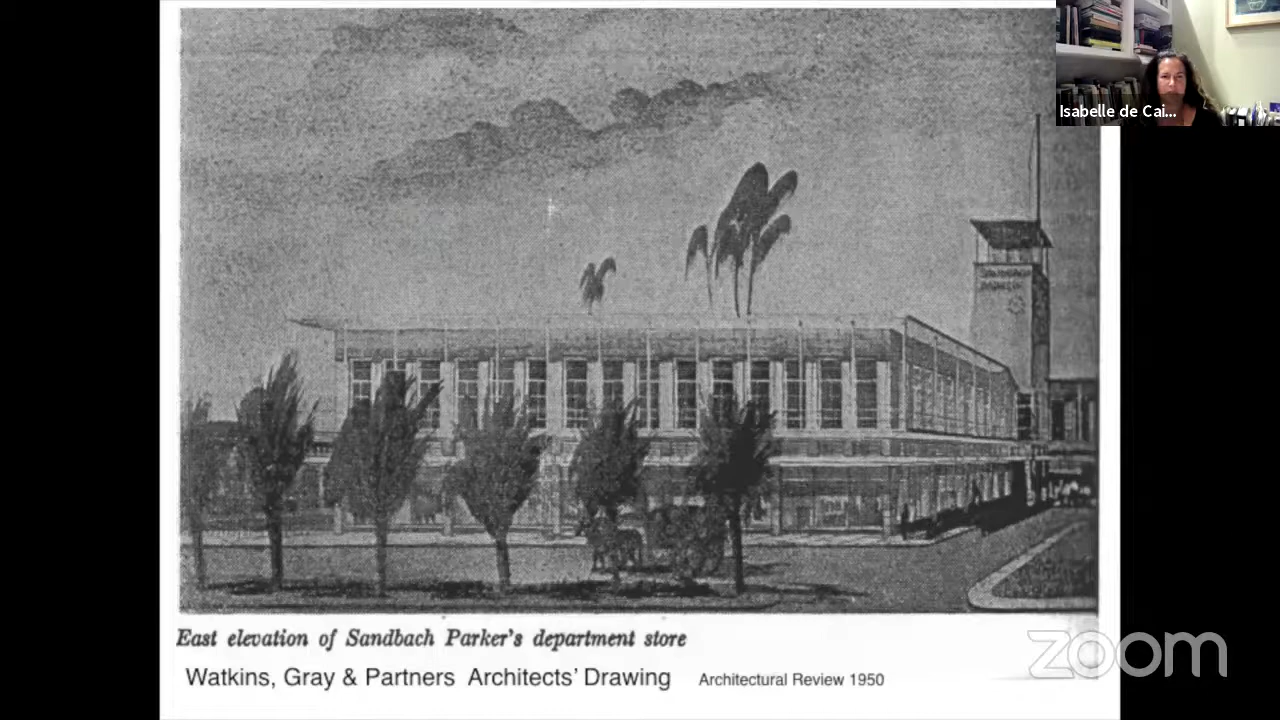 Isabelle de Cai...
East elevation of Sandbach Parker's department store
Watkins, Gray & Partners Architects' Drawing Architectural Review 1950
zoom